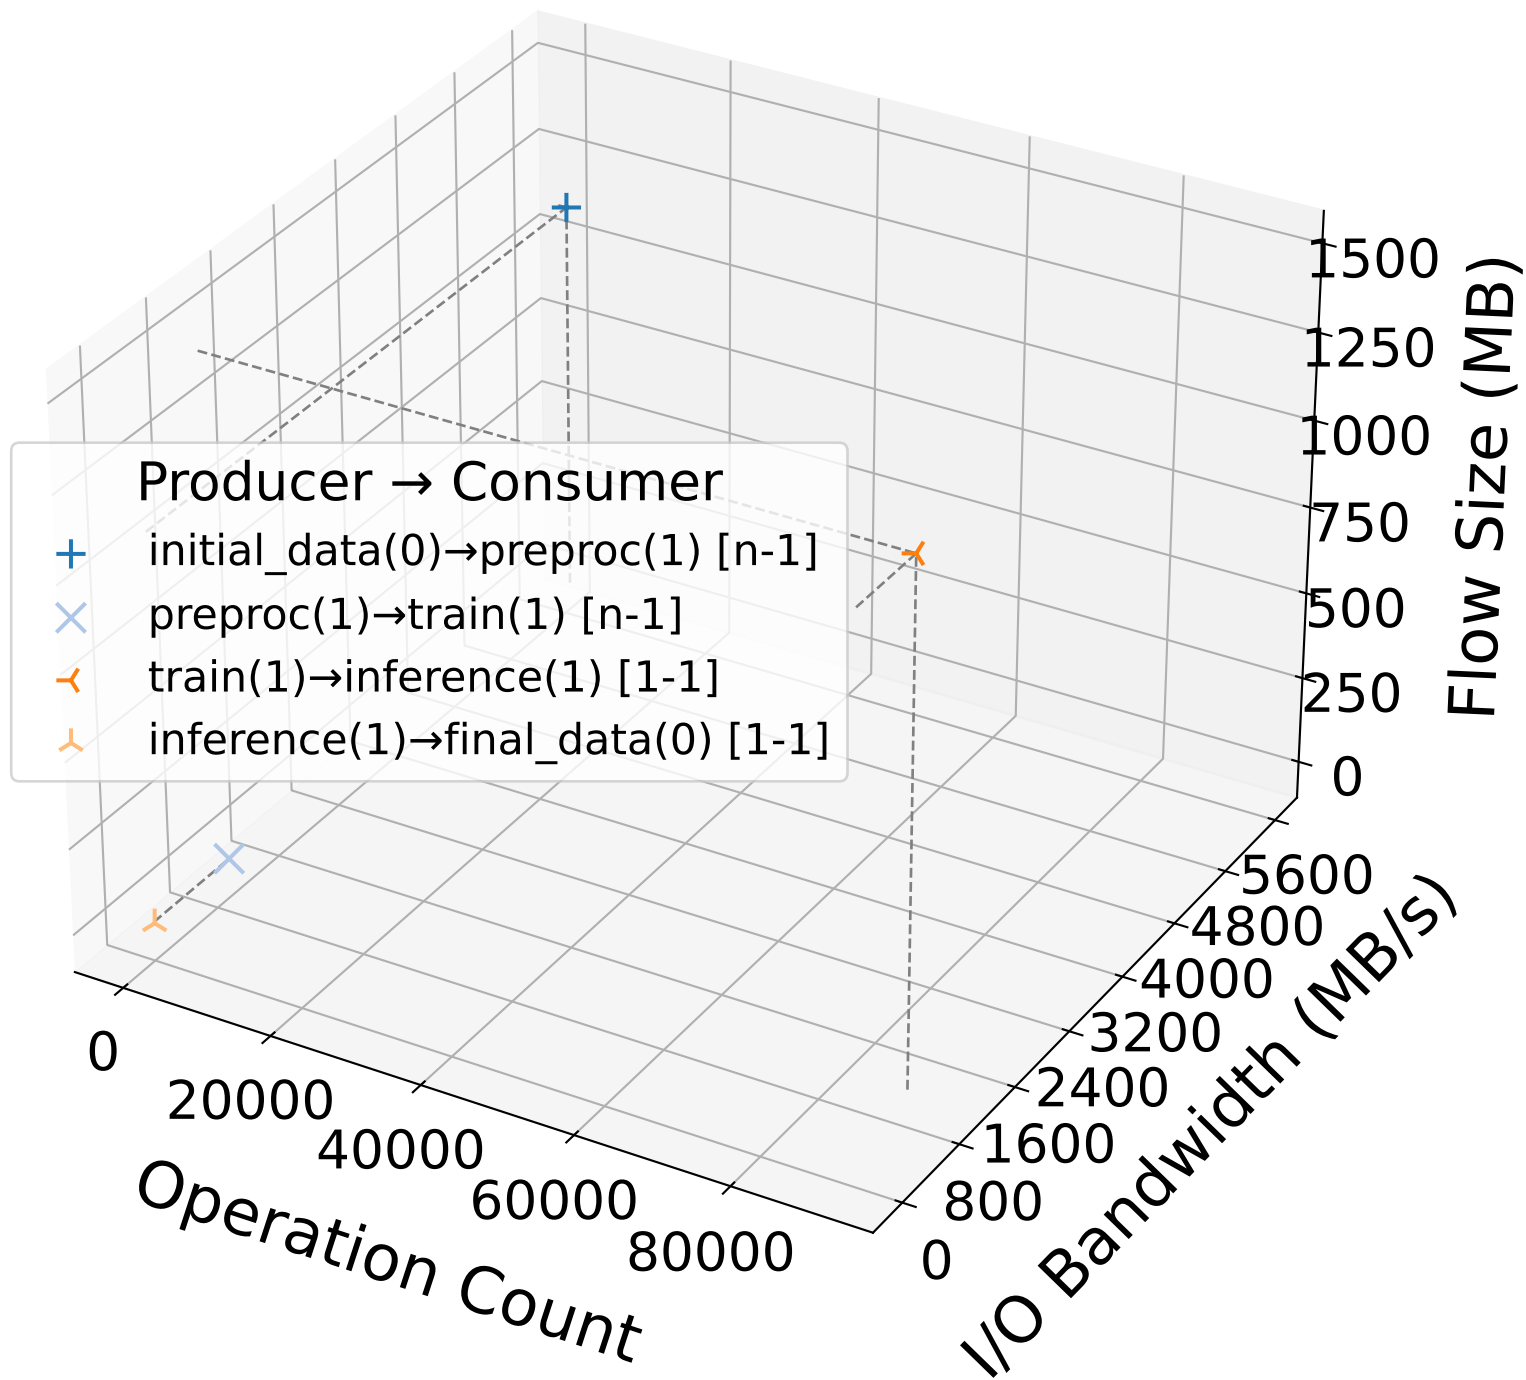 Producer → Consumer
initial_data(0)→preproc(1) [n-1]
preproc(1)→train(1) [n-1]
train(1)→inference(1) [1-1]
inference(1)→final_data(0) [1-1]
0
20000
40000
60000
80000
Operation Count
0
800
1600
2400
3200
4000
4800
5600
I/O Bandwidth (MB/s)
0
250
500
750
1000
1250
1500
Flow Size (MB)